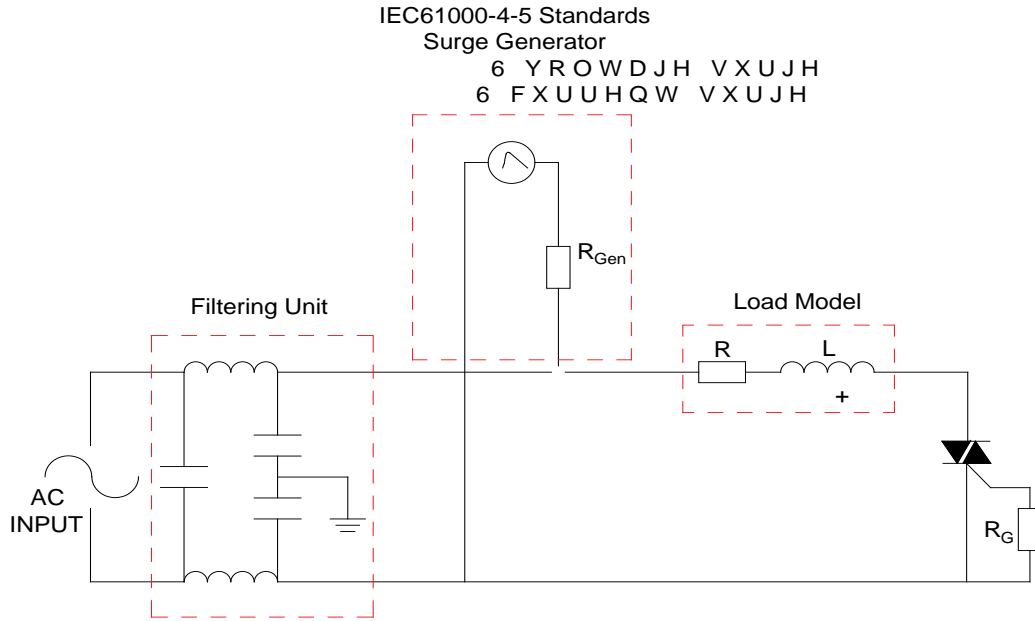 IEC61000-4-5 Standards
Surge Generator
6 YROWDJH VXUJH
6 FXUUHQW VXUJH
RGen
Filtering Unit
Load Model
R L
+
AC
INPUT
RG